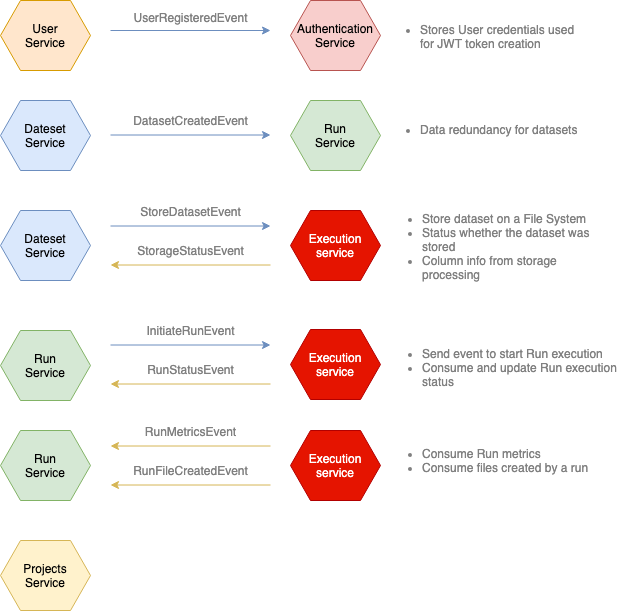 UserRegisteredEvent
User
Service
Authentication
Service
• Stores User credentials used
for JWT token creation
DatasetCreatedEvent
Dateset
Service
Run
Service
• Data redundancy for datasets
StoreDatasetEvent
Dateset
Service
StorageStatusEvent
Execution
service
• Store dataset on a File System
• Status whether the dataset was
stored
• Column info from storage
processing
InitiateRunEvent
Run
Service
RunStatusEvent
Execution
service
• Send event to start Run execution
• Consume and update Run execution
status
RunMetricsEvent
Run
Service
RunFileCreatedEvent
Execution
service
• Consume Run metrics
• Consume files created by a run
Projects
Service